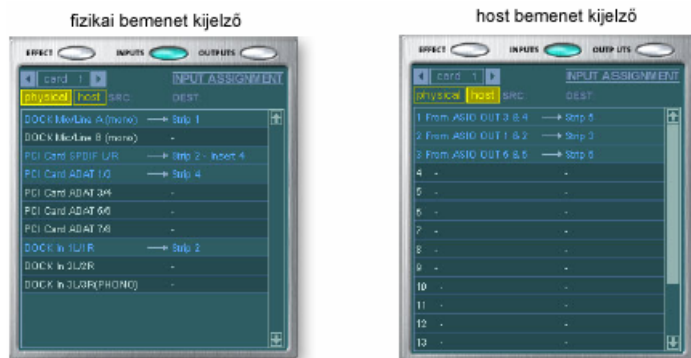 fizikai bemenet kijelző
EFFECT INPUTS OUTPUTS
card 1 INPUT ASSIGNMENT
physical host SRC: DEST:
DOCK Mic/Line A (mono) Strip 1
DOCK Mic/Line B (mono) -
PCI Card SPDIF L/R Strip 2 - Insert 4
PCI Card ADAT 1/2 Strip 4
PCI Card ADAT 3/4 -
PCI Card ADAT 5/6 -
PCI Card ADAT 7/8 -
DOCK In 1L/1R Strip 2
DOCK In 2L/2R -
DOCK In 3L/3R(PHONO) -
host bemenet kijelző
EFFECT INPUTS OUTPUTS
card 1 INPUT ASSIGNMENT
physical host SRC: DEST:
1 From ASIO OUT 3 & 4 Strip 5
2 From ASIO OUT 1 & 2 Strip 3
3 From ASIO OUT 5 & 6 Strip 6
4 - -
5 - -
6 - -
7 - -
8 - -
9 - -
10 - -
11 - -
12 - -
13 - -